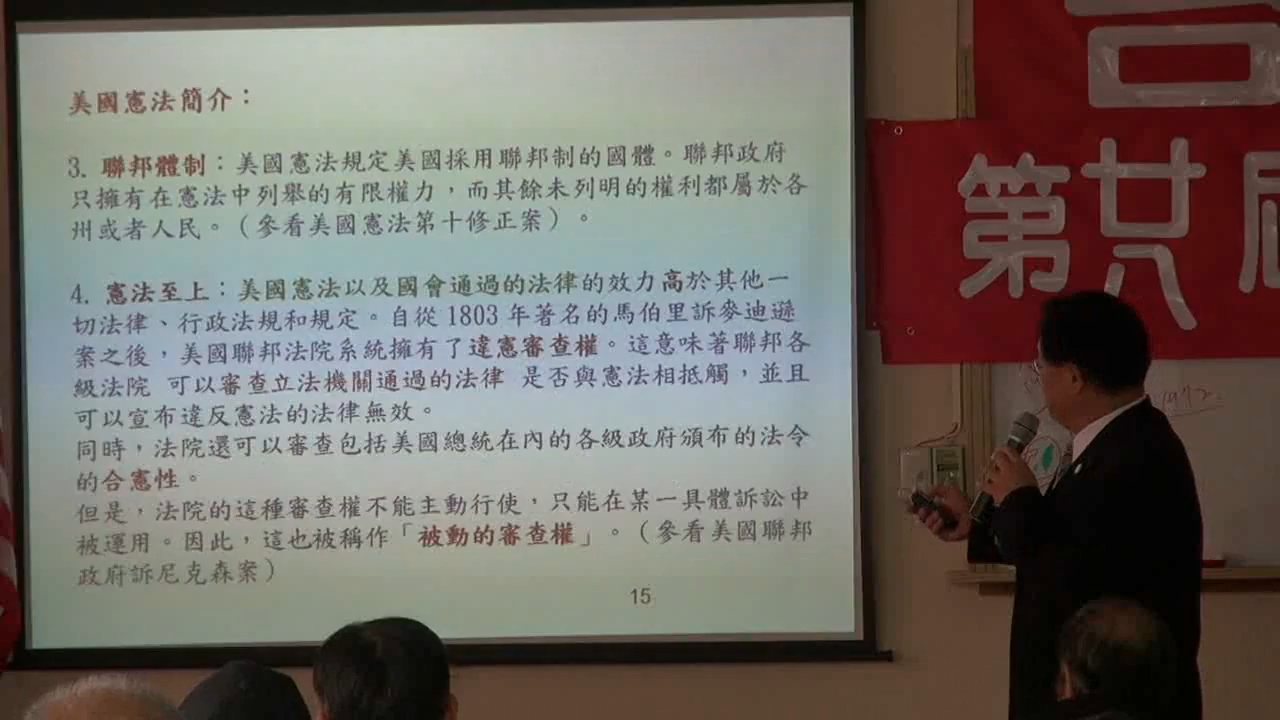 美國憲法簡介：
3. 聯邦體制：美國憲法規定美國採用聯邦制的國體。聯邦政府
只擁有在憲法中列舉的有限權力，而其餘未列明的權利都屬於各
州或者人民。（參看美國憲法第十修正案）。
4. 憲法至上：美國憲法以及國會通過的法律的效力高於其他一
切法律、行政法規和規定。自從 1803 年著名的馬伯里訴麥迪遜
案之後，美國聯邦法院系統擁有了違憲審查權。這意味著聯邦各
級法院 可以審查立法機關通過的法律 是否與憲法相抵觸，並且
可以宣布違反憲法的法律無效。
同時，法院還可以審查包括美國總統在內的各級政府頒布的法令
的合憲性。
但是，法院的這種審查權不能主動行使，只能在某一具體訴訟中
被運用。因此，這也被稱作「被動的審查權」。（參看美國聯邦
政府訴尼克森案）
15
第廿八屆
1972